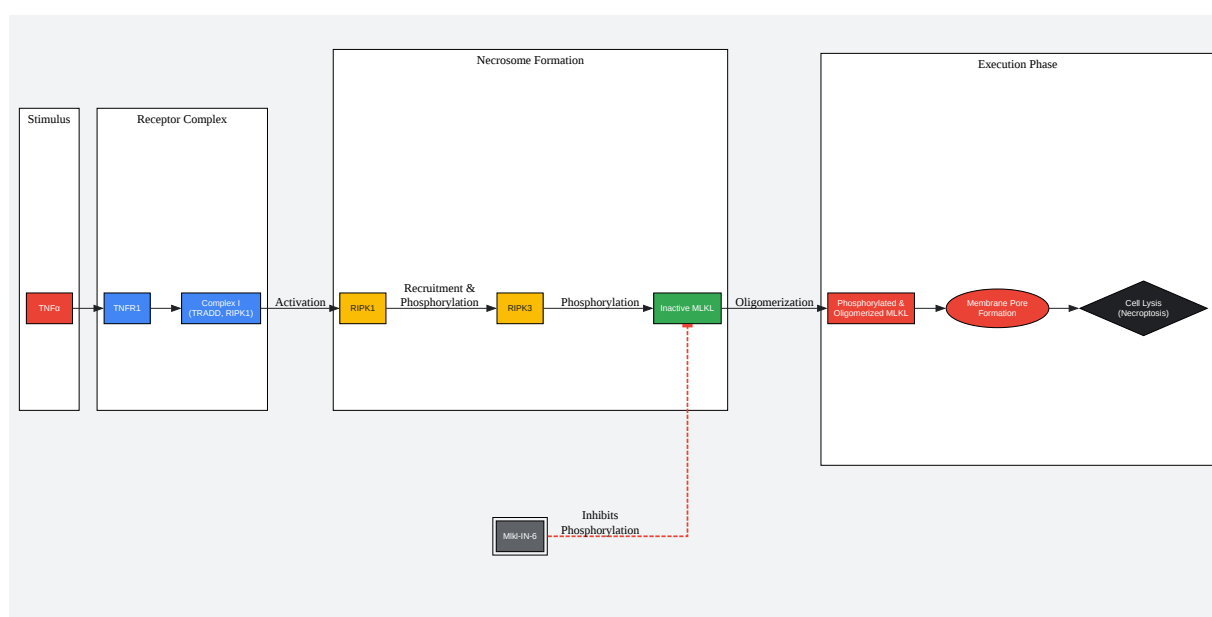 Necrosome Formation
Execution Phase
Stimulus
Receptor Complex
TNFα
TNFR1
Complex I
(TRADD, RIPK1)
Activation
RIPK1
Recruitment &
Phosphorylation
RIPK3
Phosphorylation
Inactive MLKL
Oligomerization
Phosphorylated &
Oligomerized MLKL
Membrane Pore
Formation
Cell Lysis
(Necroptosis)
Mlkl-IN-6
Inhibits
Phosphorylation